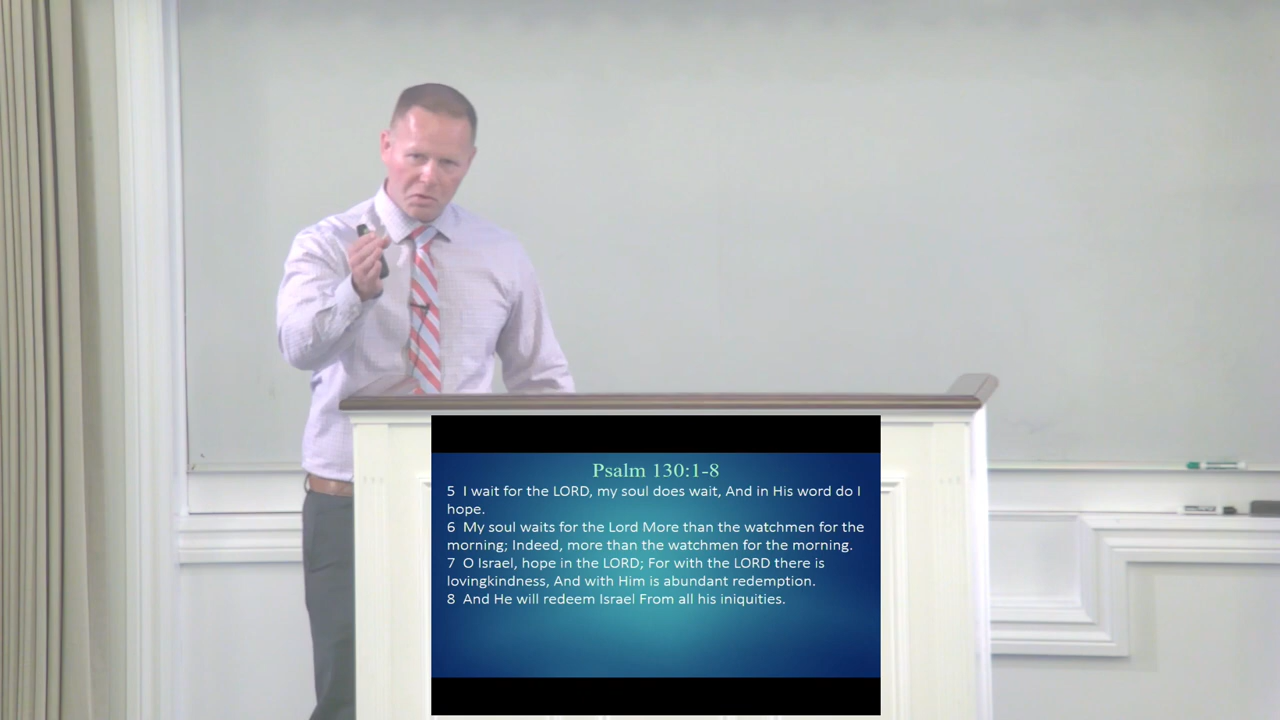 Psalm 130:1-8
5 I wait for the LORD, my soul does wait, And in His word do I
hope.
6 My soul waits for the Lord More than the watchmen for the
morning; Indeed, more than the watchmen for the morning.
7 O Israel, hope in the LORD; For with the LORD there is
lovingkindness, And with Him is abundant redemption.
8 And He will redeem Israel From all his iniquities.